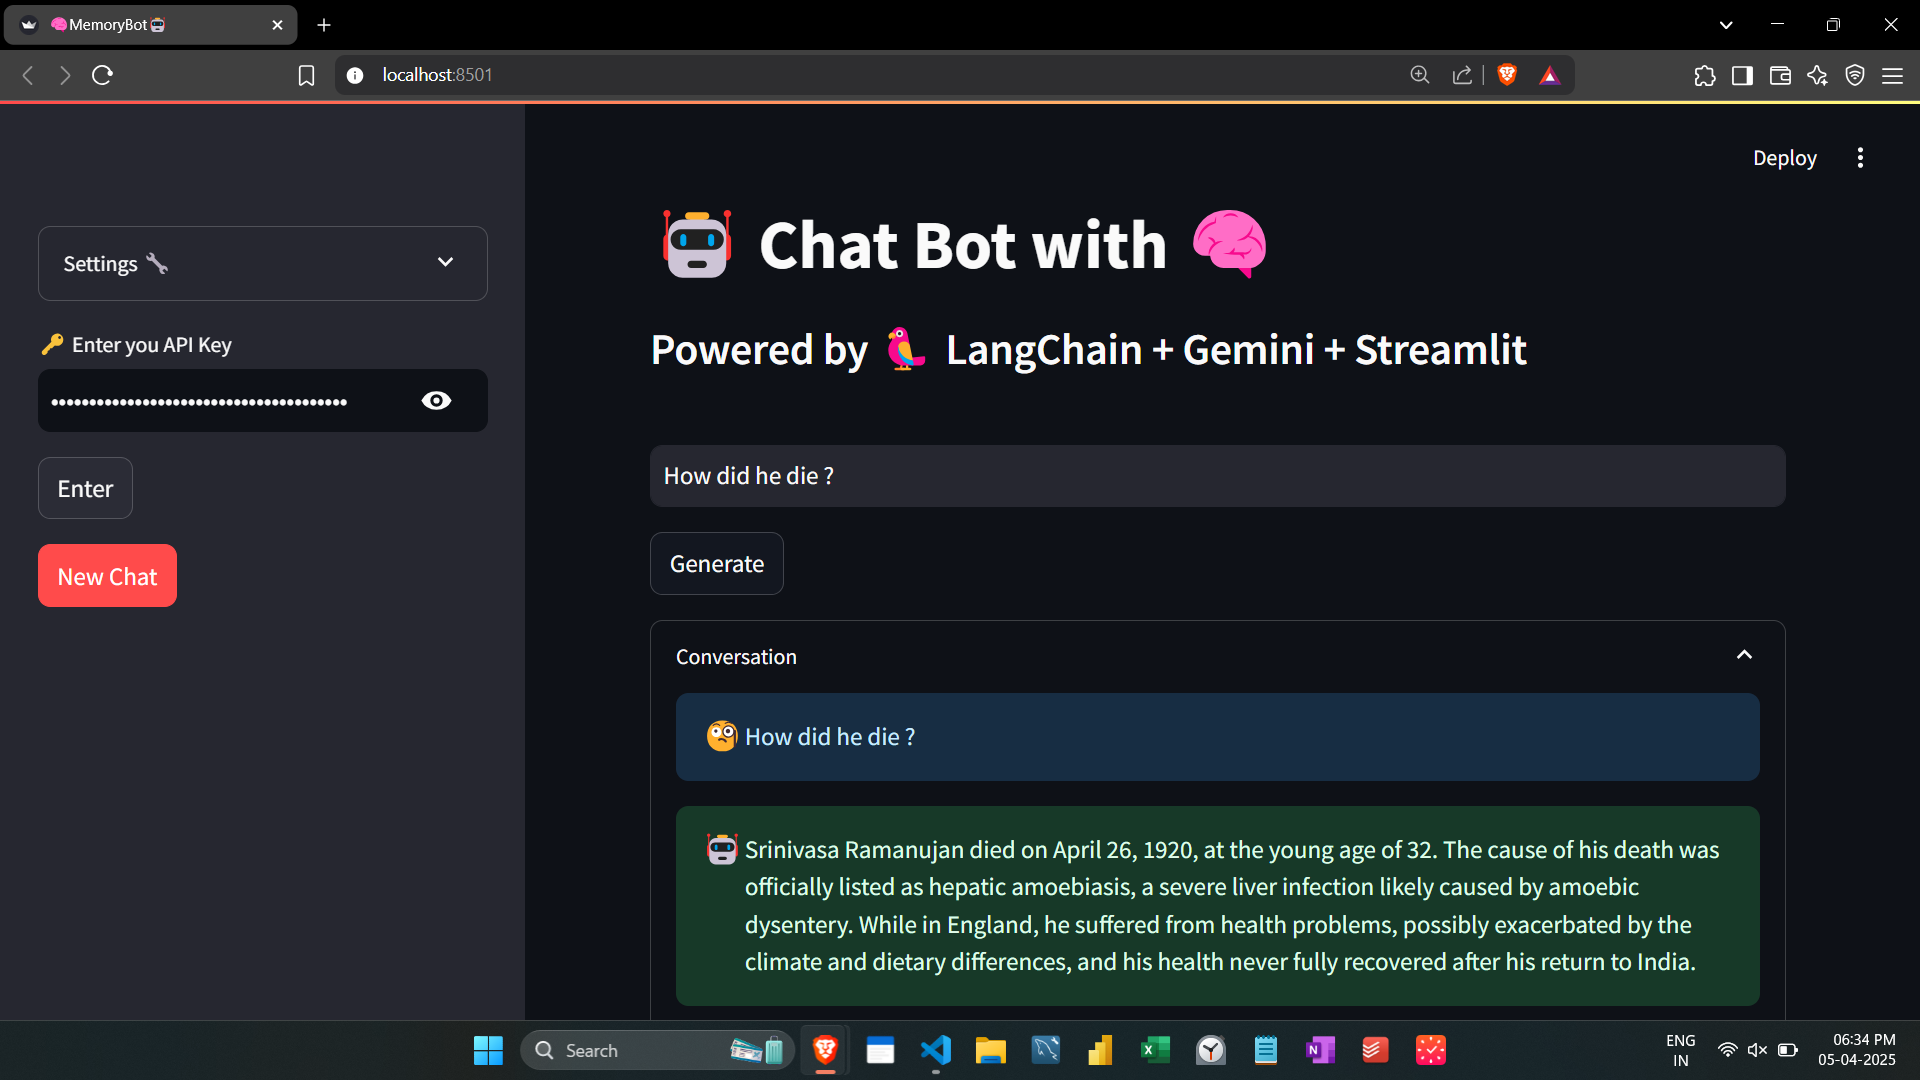 🧠MemoryBot🤖
localhost:8501
Deploy
Settings 🔧
🔑 Enter you API Key
••••••••••••••••••••••••••••••••••••••••
Enter
New Chat
🤖 Chat Bot with 🧠
Powered by 🦜 LangChain + Gemini + Streamlit
How did he die ?
Generate
Conversation
🧐 How did he die ?
🤖 Srinivasa Ramanujan died on April 26, 1920, at the young age of 32. The cause of his death was
officially listed as hepatic amoebiasis, a severe liver infection likely caused by amoebic
dysentery. While in England, he suffered from health problems, possibly exacerbated by the
climate and dietary differences, and his health never fully recovered after his return to India.
Search
ENG
IN
06:34 PM
05-04-2025